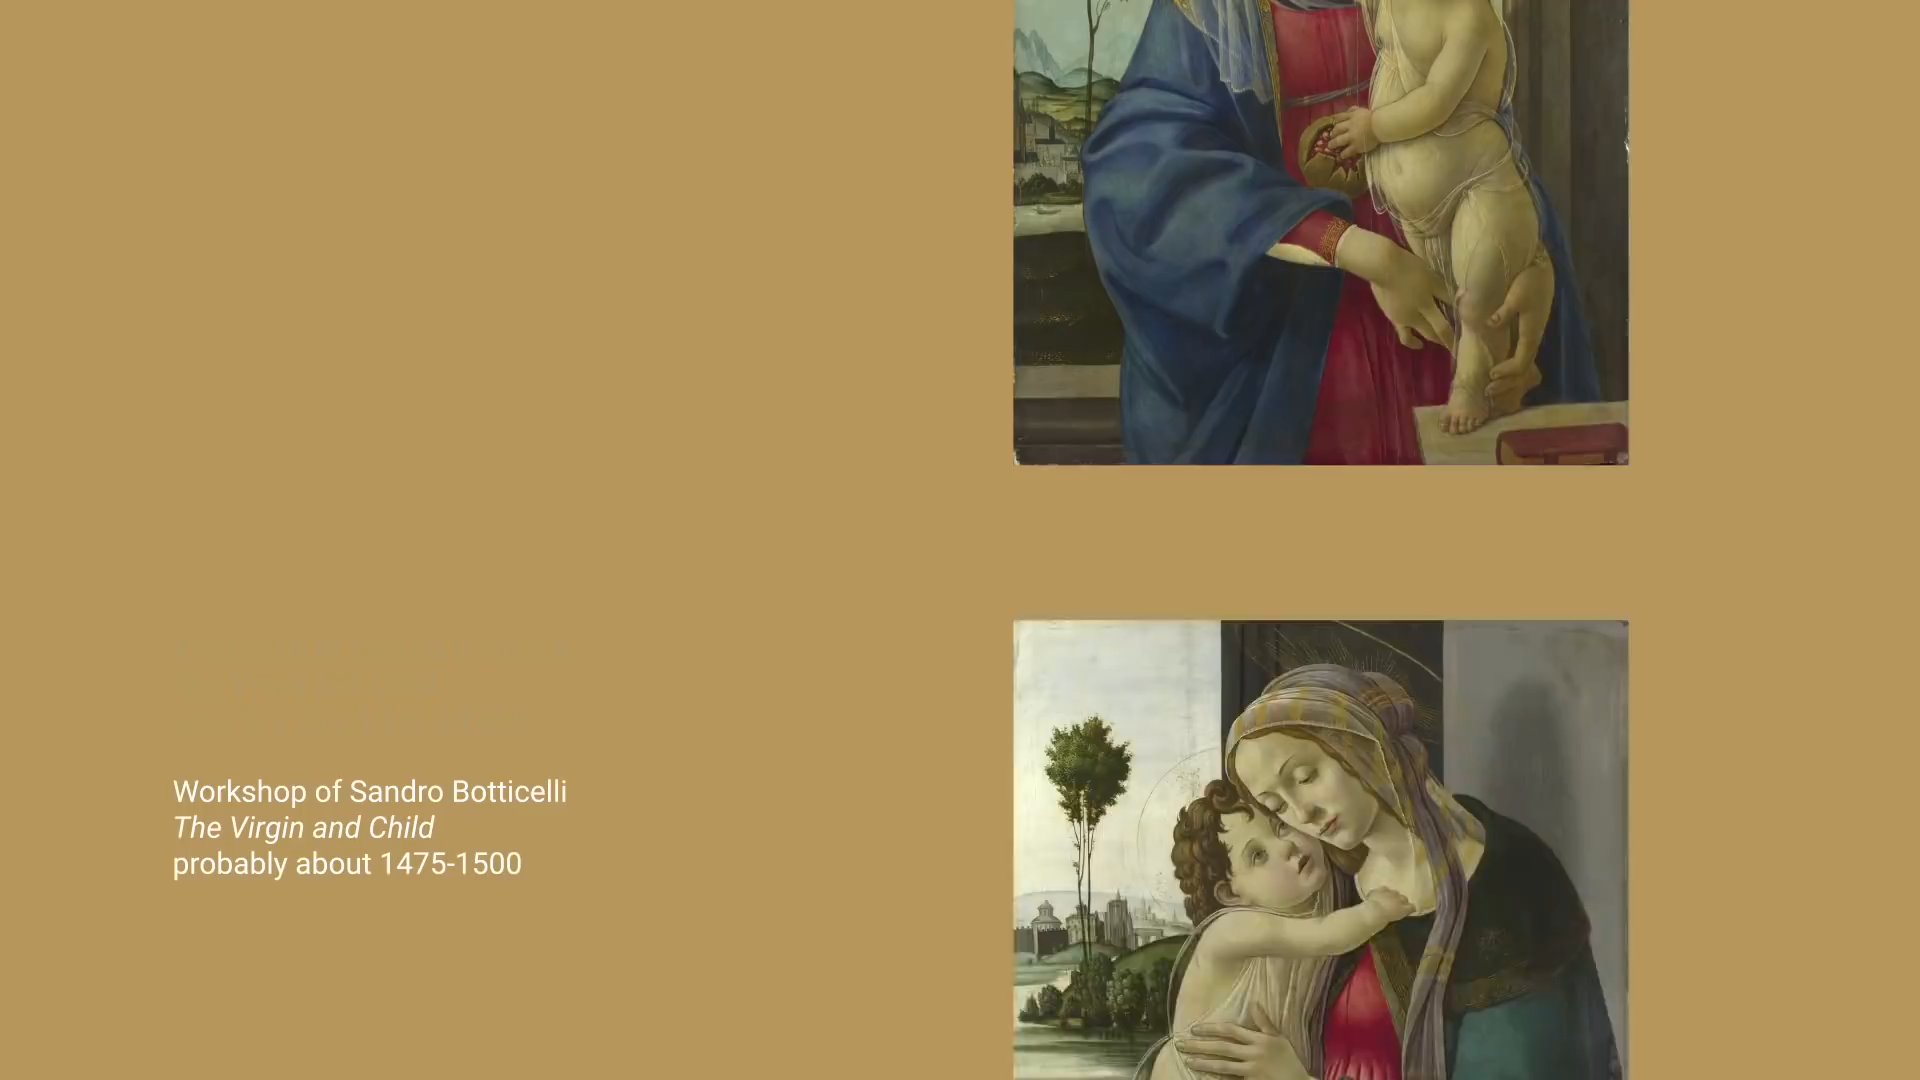 Workshop of Sandro Botticelli
The Virgin and Child
probably about 1475-1500